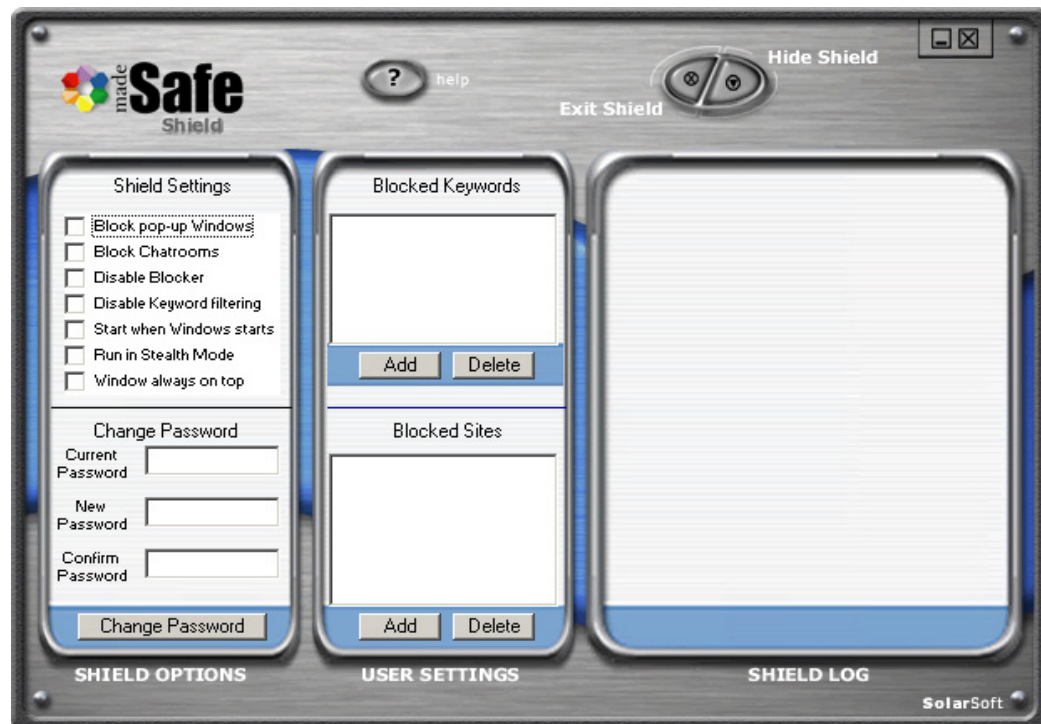 made Safe
Shield
?
help
Hide Shield
Exit Shield
Shield Settings
Block pop-up Windows
Block Chatrooms
Disable Blocker
Disable Keyword filtering
Start when Windows starts
Run in Stealth Mode
Window always on top
Change Password
Current
Password
New
Password
Confirm
Password
Change Password
SHIELD OPTIONS
Blocked Keywords
Add Delete
Blocked Sites
Add Delete
USER SETTINGS
SHIELD LOG
SolarSoft